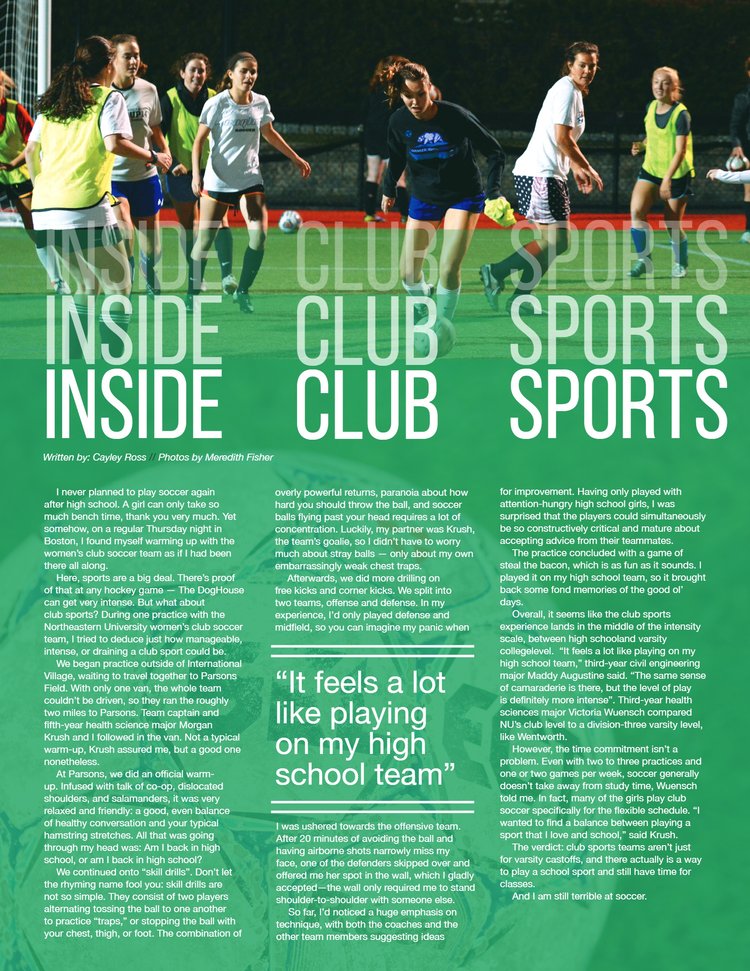 INSIDE CLUB SPORTS
INSIDE CLUB SPORTS
INSIDE CLUB SPORTS
Written by: Cayley Ross // Photos by Meredith Fisher
I never planned to play soccer again
after high school. A girl can only take so
much bench time, thank you very much. Yet
somehow, on a regular Thursday night in
Boston, I found myself warming up with the
women's club soccer team as if I had been
there all along.
Here, sports are a big deal. There's proof
of that at any hockey game — The DogHouse
can get very intense. But what about
club sports? During one practice with the
Northeastern University women's club soccer
team, I tried to deduce just how manageable,
intense, or draining a club sport could be.
We began practice outside of International
Village, waiting to travel together to Parsons
Field. With only one van, the whole team
couldn't be driven, so they ran the roughly
two miles to Parsons. Team captain and
fifth-year health science major Morgan
Krush and I followed in the van. Not a typical
warm-up, Krush assured me, but a good one
nonetheless.
At Parsons, we did an official warm-
up. Infused with talk of co-op, dislocated
shoulders, and salamanders, it was very
relaxed and friendly: a good, even balance
of healthy conversation and your typical
hamstring stretches. All that was going
through my head was: Am I back in high
school, or am I back in high school?
We continued onto “skill drills”. Don't let
the rhyming name fool you: skill drills are
not so simple. They consist of two players
alternating tossing the ball to one another
to practice “traps,” or stopping the ball with
your chest, thigh, or foot. The combination of
overly powerful returns, paranoia about how
hard you should throw the ball, and soccer
balls flying past your head requires a lot of
concentration. Luckily, my partner was Krush,
the team's goalie, so I didn't have to worry
much about stray balls — only about my own
embarrassingly weak chest traps.
Afterwards, we did more drilling on
free kicks and corner kicks. We split into
two teams, offense and defense. In my
experience, I'd only played defense and
midfield, so you can imagine my panic when
“It feels a lot
like playing
on my high
school team”
I was ushered towards the offensive team.
After 20 minutes of avoiding the ball and
having airborne shots narrowly miss my
face, one of the defenders skipped over and
offered me her spot in the wall, which I gladly
accepted—the wall only required me to stand
shoulder-to-shoulder with someone else.
So far, I'd noticed a huge emphasis on
technique, with both the coaches and the
other team members suggesting ideas
for improvement. Having only played with
attention-hungry high school girls, I was
surprised that the players could simultaneously
be so constructively critical and mature about
accepting advice from their teammates.
The practice concluded with a game of
steal the bacon, which is as fun as it sounds. I
played it on my high school team, so it brought
back some fond memories of the good ol'
days.
Overall, it seems like the club sports
experience lands in the middle of the intensity
scale, between high schooland varsity
collegelevel. “It feels a lot like playing on my
high school team,” third-year civil engineering
major Maddy Augustine said. “The same sense
of camaraderie is there, but the level of play
is definitely more intense”. Third-year health
sciences major Victoria Wuensch compared
NU's club level to a division-three varsity level,
like Wentworth.
However, the time commitment isn't a
problem. Even with two to three practices and
one or two games per week, soccer generally
doesn't take away from study time, Wuensch
told me. In fact, many of the girls play club
soccer specifically for the flexible schedule. “I
wanted to find a balance between playing a
sport that I love and school,” said Krush.
The verdict: club sports teams aren't just
for varsity castoffs, and there actually is a way
to play a school sport and still have time for
classes.
And I am still terrible at soccer.